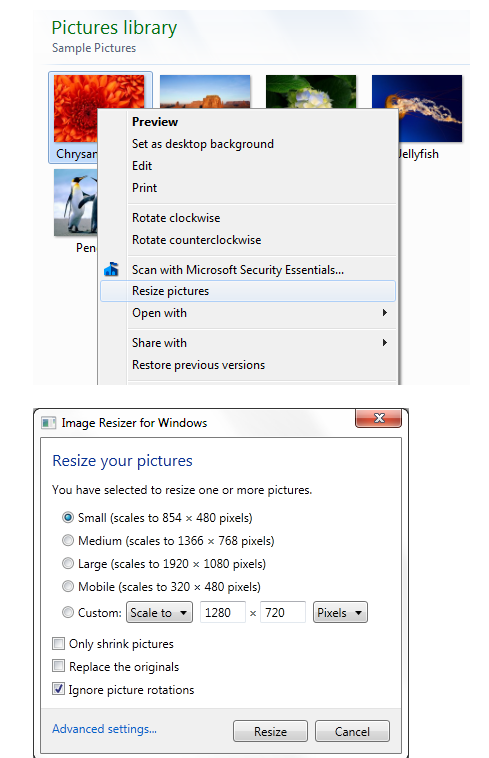 Pictures library
Sample Pictures
Chrysan
Jellyfish
Pen
Preview
Set as desktop background
Edit
Print
Rotate clockwise
Rotate counterclockwise
Scan with Microsoft Security Essentials...
Resize pictures
Open with
Share with
Restore previous versions
Image Resizer for Windows
Resize your pictures
You have selected to resize one or more pictures.
Small (scales to 854 × 480 pixels)
Medium (scales to 1366 × 768 pixels)
Large (scales to 1920 × 1080 pixels)
Mobile (scales to 320 × 480 pixels)
Custom: Scale to 1280 × 720 Pixels
Only shrink pictures
Replace the originals
Ignore picture rotations
Advanced settings... Resize Cancel